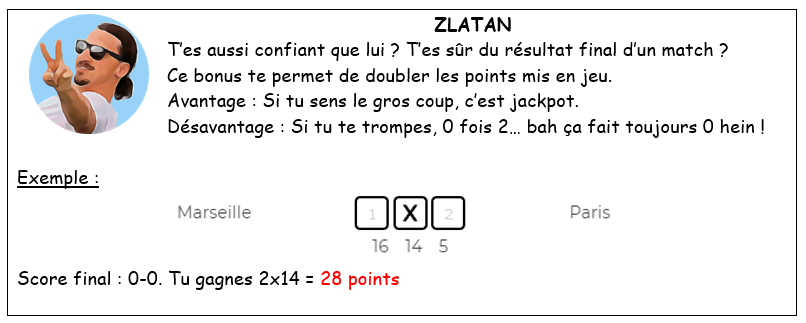 ZLATAN
T'es aussi confiant que lui ? T'es sûr du résultat final d'un match ?
Ce bonus te permet de doubler les points mis en jeu.
Avantage : Si tu sens le gros coup, c'est jackpot.
Désavantage : Si tu te trompes, 0 fois 2… bah ça fait toujours 0 hein !
Exemple :
Marseille 1 X 2 Paris
16 14 5
Score final : 0-0. Tu gagnes 2x14 = 28 points